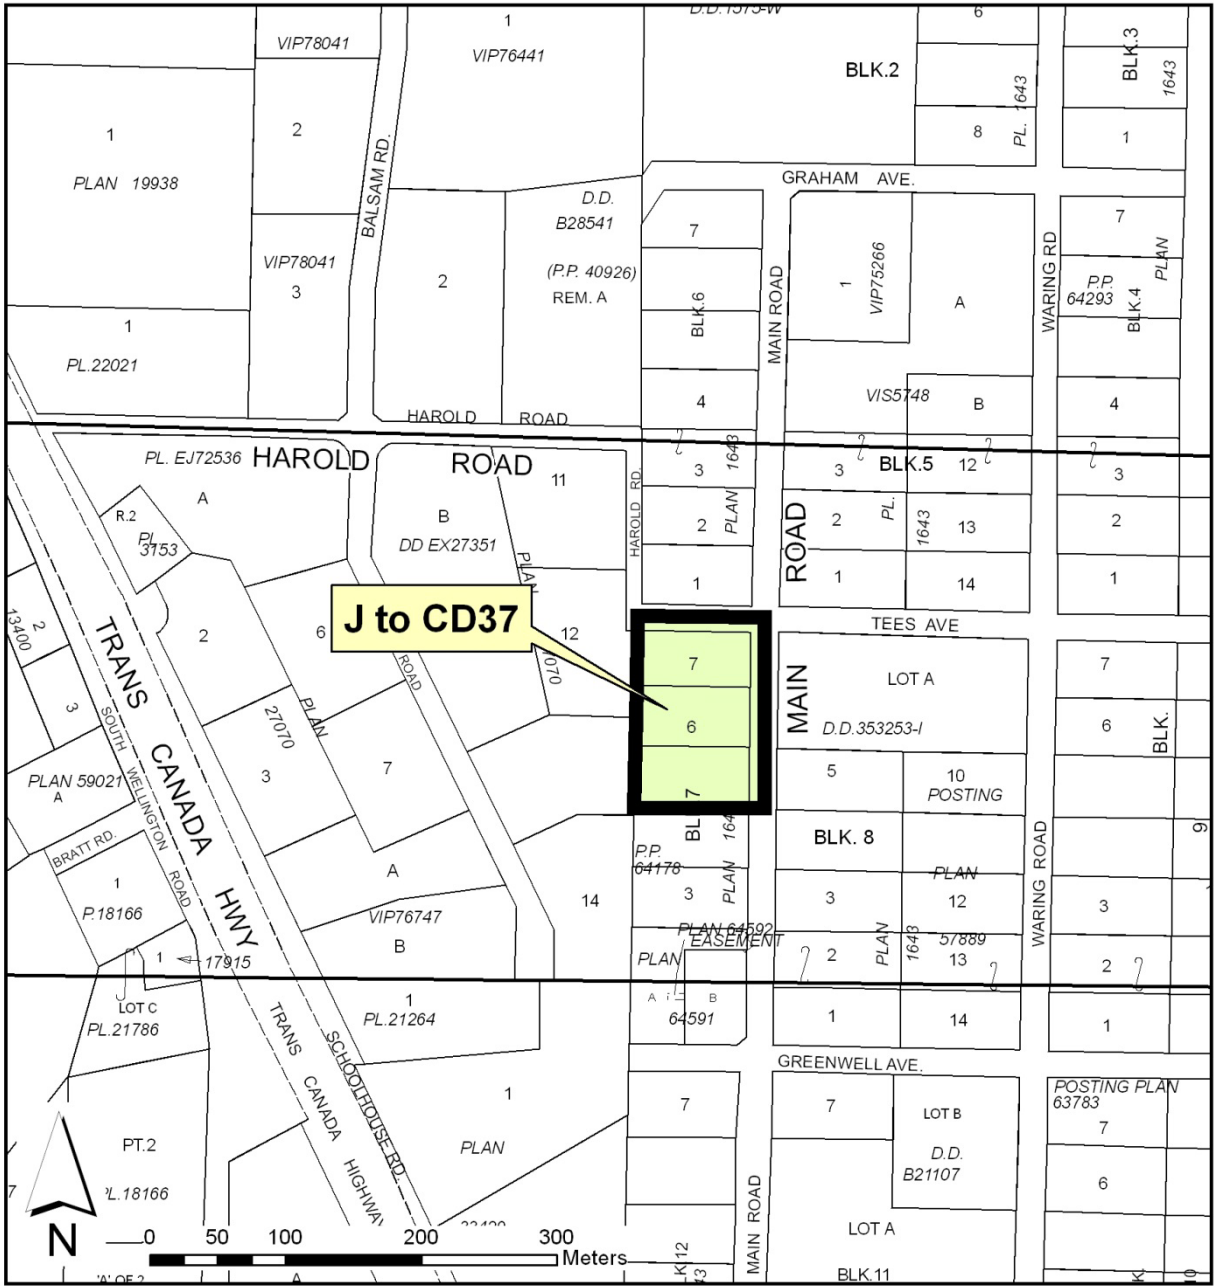 1
D.D.1575-W
6
BLK.3
VIP78041
VIP76441
BLK.2
1643
1643
1
2
8
PL.
1
PLAN 19938
BALSAM RD.
GRAHAM AVE.
D.D.
B28541
7
7
PLAN
VIP78041
3
2
(P.P. 40926)
REM. A
BLK.6
MAIN ROAD
1
VIP75266
A
WARING RD
P.P.
64293
BLK.4
1
PL.22021
4
VIS5748
B
4
HAROLD ROAD
PL. EJ72536
HAROLD ROAD
A
11
HAROLD RD.
3
1643
3
BLK.5
12
3
R.2
PL.
3153
B
DD EX27351
2
PLAN
ROAD
2
PL.
1643
13
2
PLAN
1
1
14
1
13400
2
2
6
J to CD37
12
TEES AVE
TRANS CANADA HWY
ROAD
7
MAIN
LOT A
7
3
SOUTH WELLINGTON ROAD
27070
PLAN
6
D.D.353253-I
6
BLK.
PLAN 59021
A
3
7
5
10
POSTING
BRATT RD.
BLK. 8
WARING ROAD
9
P.P.
64178
PLAN
1
P.18166
A
14
3
PLAN
3
12
3
VIP76747
B
PLAN 64592
EASEMENT
PLAN
1643
57889
1
17915
PLAN
2
13
2
LOT C
PL.21786
1
PL.21264
A
B
64591
1
14
1
TRANS CANADA HIGHWAY
SCHOOLHOUSE RD.
GREENWELL AVE.
1
7
7
LOT B
POSTING PLAN
63783
7
PT.2
PLAN
D.D.
B21107
6
MAIN ROAD
LOT A
N
0 50 100 200 300
Meters
A
BLK.11
10